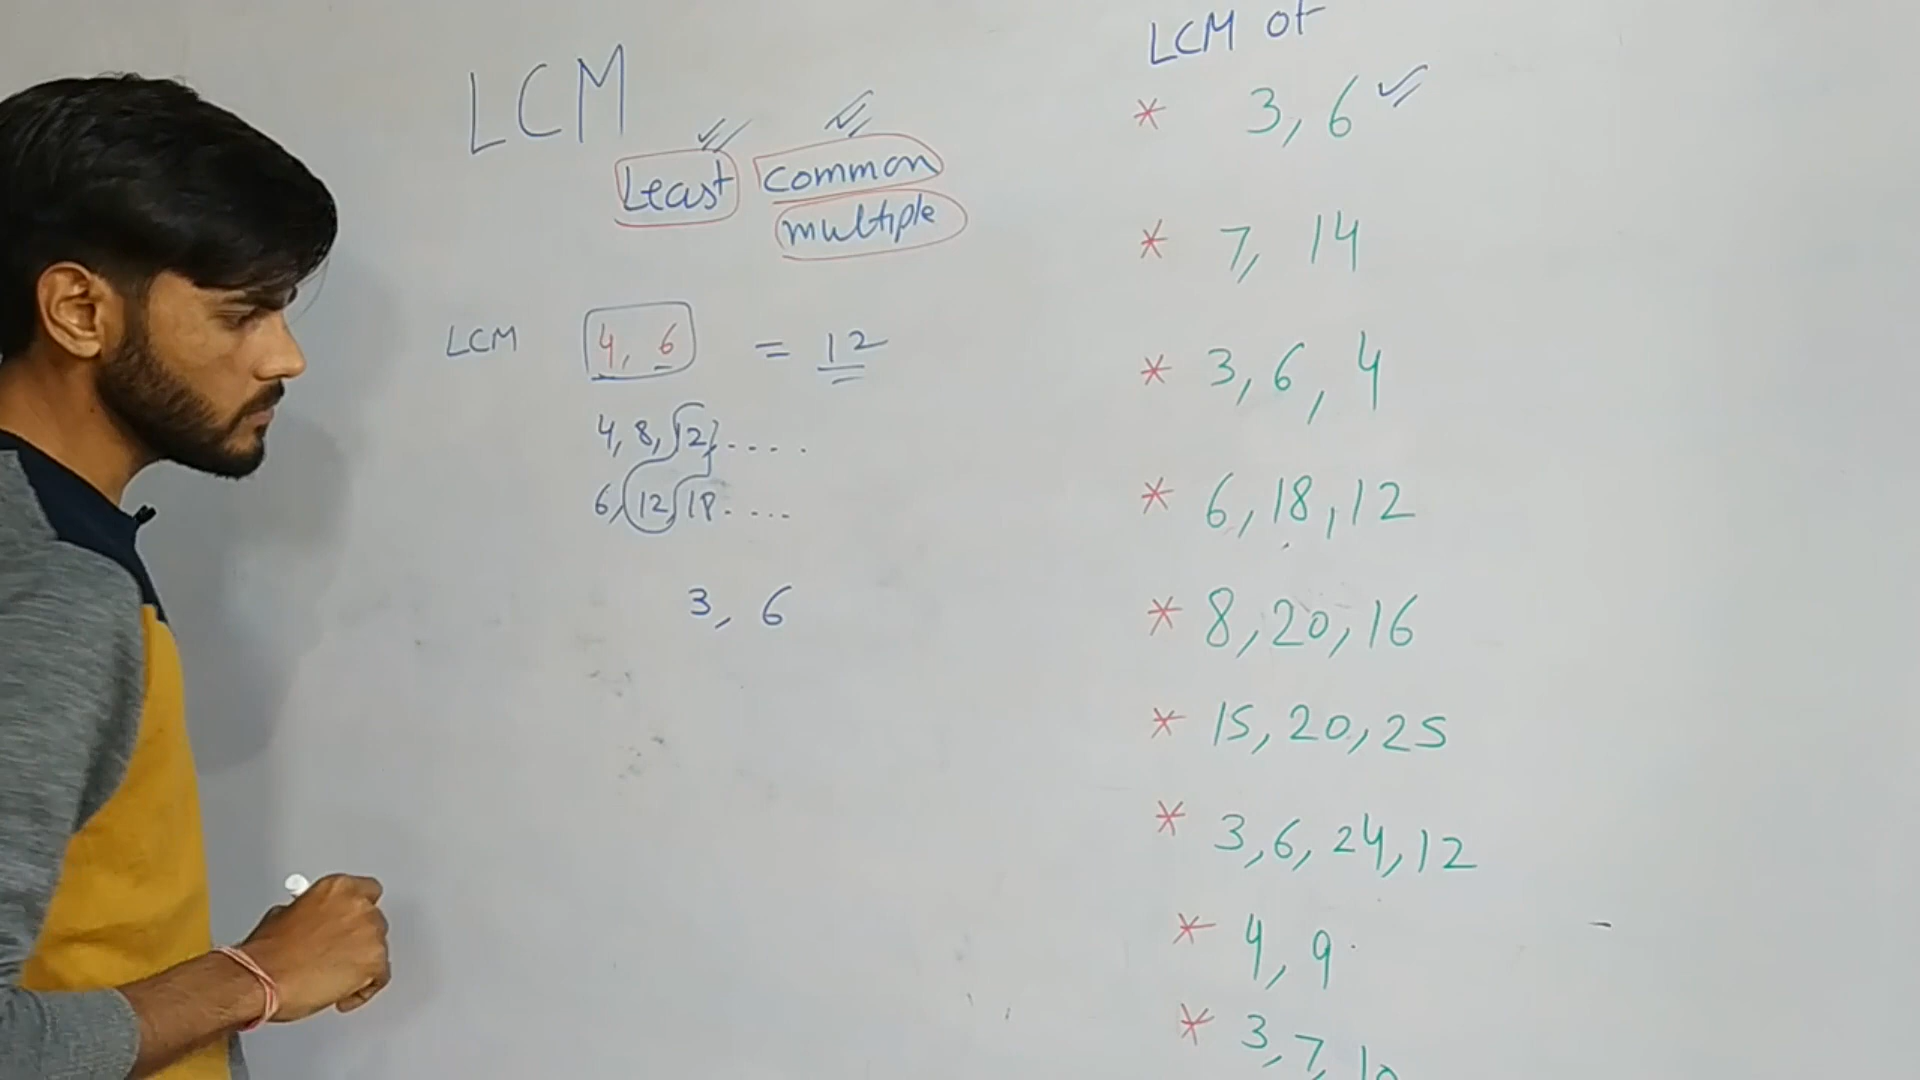 LCM
Least common
multiple
LCM 4, 6 = 12
4, 8, 12, .....
6, 12, 18 ....
3, 6
LCM of
* 3, 6
* 7, 14
* 3, 6, 4
* 6, 18, 12
* 8, 20, 16
* 15, 20, 25
* 3, 6, 24, 12
* 4, 9
* 3, 7, 10